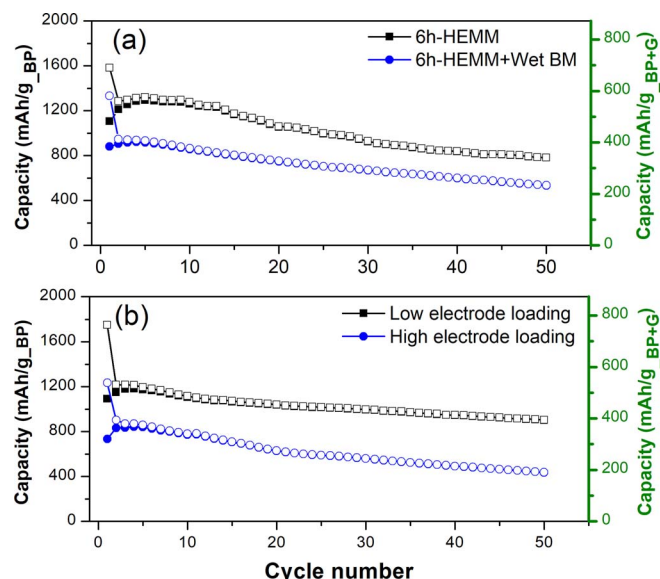 (a)
6h-HEMM
6h-HEMM+Wet BM
Capacity (mAh/g_BP)
2000
1600
1200
800
400
0
800
600
400
200
0
Capacity (mAh/g_BP+G)
0 10 20 30 40 50
(b)
Low electrode loading
High electrode loading
Capacity (mAh/g_BP)
2000
1600
1200
800
400
0
800
600
400
200
0
Capacity (mAh/g_BP+G)
0 10 20 30 40 50
Cycle number